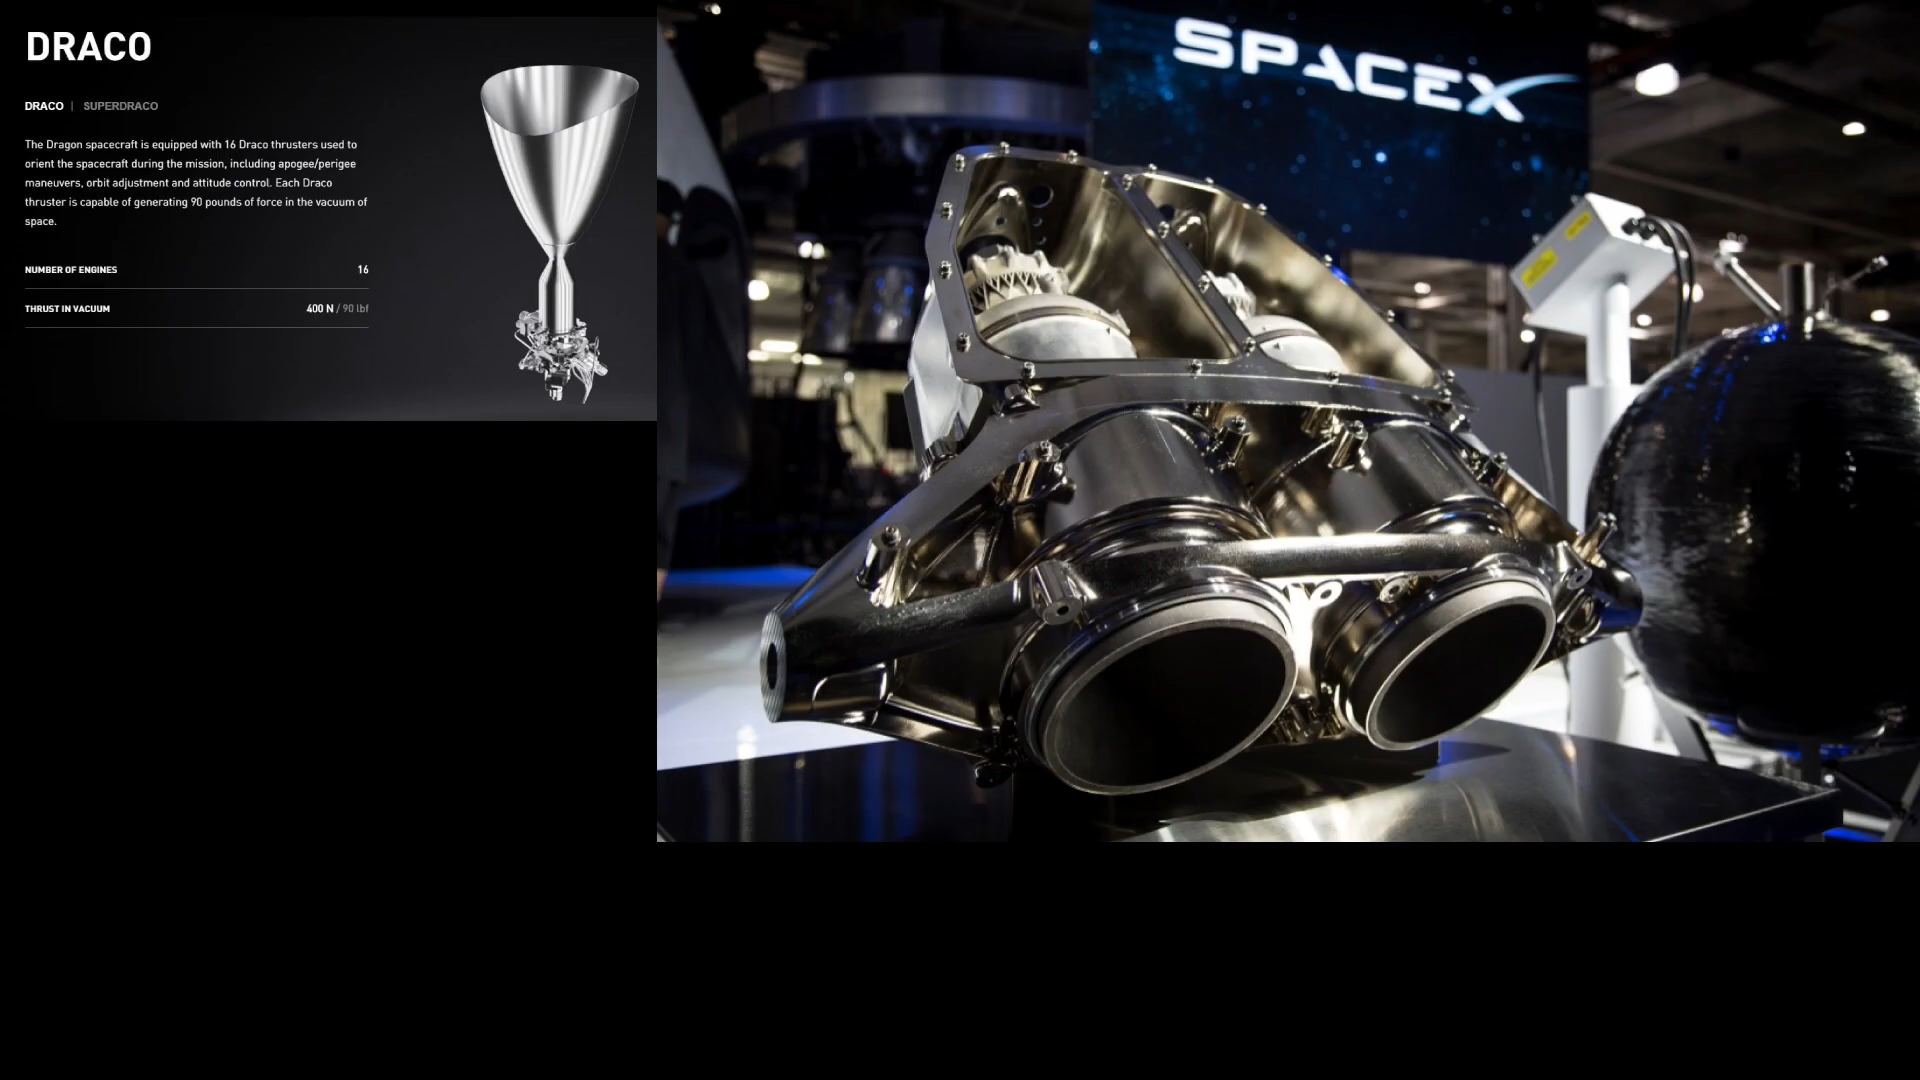 DRACO
DRACO | SUPERDRACO
The Dragon spacecraft is equipped with 16 Draco thrusters used to
orient the spacecraft during the mission, including apogee/perigee
maneuvers, orbit adjustment and attitude control. Each Draco
thruster is capable of generating 90 pounds of force in the vacuum of
space.
NUMBER OF ENGINES 16
THRUST IN VACUUM 400 N / 90 lbf
SPACEX